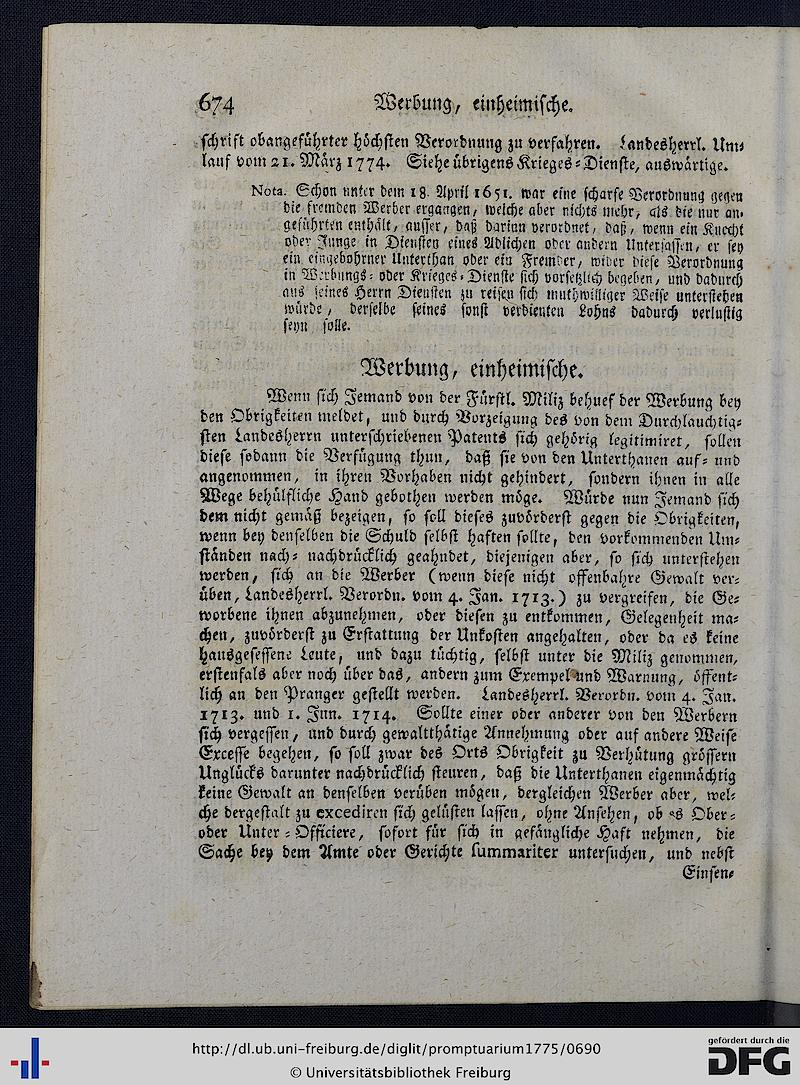 674 Werbung, einheimische.
schrift obangeführter höchsten Verordnung zu verfahren. Landesherrl. Um-
lauf vom 21. März 1774. Siehe übrigens Krieges-Dienste, auswärtige.
Nota. Schon unter dem 18. April 1651. war eine scharfe Verordnung gegen
die fremden Werber ergangen, welche aber nichts mehr, als die nur an-
geführten enthält, ausser, daß darinn verordnet, daß, wenn ein Knecht
oder Junge in Diensten eines Adlichen oder andern Untersassen, er sey
ein eingebohrner Unterthan oder ein Fremder, wider diese Verordnung
in Werbungs- oder Krieges-Dienste sich vorsetzlich begeben, und dadurch
aus seines Herrn Diensten zu reisen sich muthwilliger Weise unterstehen
würde, derselbe seines sonst verdienten Lohns dadurch verlustig
seyn solle.
Werbung, einheimische.
Wenn sich Jemand von der Fürstl. Miliz behuef der Werbung bey
den Obrigkeiten meldet, und durch Vorzeigung des von dem Durchlauchtig-
sten Landesherrn unterschriebenen Patents sich gehörig legitimiret, sollen
diese sodann die Verfügung thun, daß sie von den Unterthanen auf- und
angenommen, in ihren Vorhaben nicht gehindert, sondern ihnen in alle
Wege behülfliche Hand gebothen werden möge. Würde nun Jemand sich
dem nicht gemäß bezeigen, so soll dieses zuvörderst gegen die Obrigkeiten,
wenn bey denselben die Schuld selbst haften sollte, den vorkommenden Um-
ständen nach- nachdrücklich geahndet, diejenigen aber, so sich unterstehen
werden, sich an die Werber (wenn diese nicht offenbahre Gewalt ver-
üben, Landesherrl. Verordn. vom 4. Jan. 1713.) zu vergreifen, die Ge-
worbene ihnen abzunehmen, oder diesen zu entkommen, Gelegenheit ma-
chen, zuvörderst zu Erstattung der Unkosten angehalten, oder da es keine
hausgesessene Leute, und dazu tüchtig, selbst unter die Miliz genommen,
erstenfals aber noch über das, andern zum Exempel und Warnung, öffent-
lich an den Pranger gestellt werden. Landesherrl. Verordn. vom 4. Jan.
1713. und 1. Jun. 1714. Sollte einer oder anderer von den Werbern
sich vergessen, und durch gewaltthätige Annehmung oder auf andere Weise
Excesse begehen, so soll zwar des Orts Obrigkeit zu Verhütung grössern
Unglücks darunter nachdrücklich steuren, daß die Unterthanen eigenmächtig
keine Gewalt an denselben verüben mögen, dergleichen Werber aber, wel-
che dergestalt zu excediren sich gelüsten lassen, ohne Ansehen, ob es Ober-
oder Unter-Officiere, sofort für sich in gefängliche Haft nehmen, die
Sache bey dem Amte oder Gerichte summariter untersuchen, und nebst
Einsen-
http://dl.ub.uni-freiburg.de/diglit/promptuarium1775/0690
© Universitätsbibliothek Freiburg
gefördert durch die
DFG